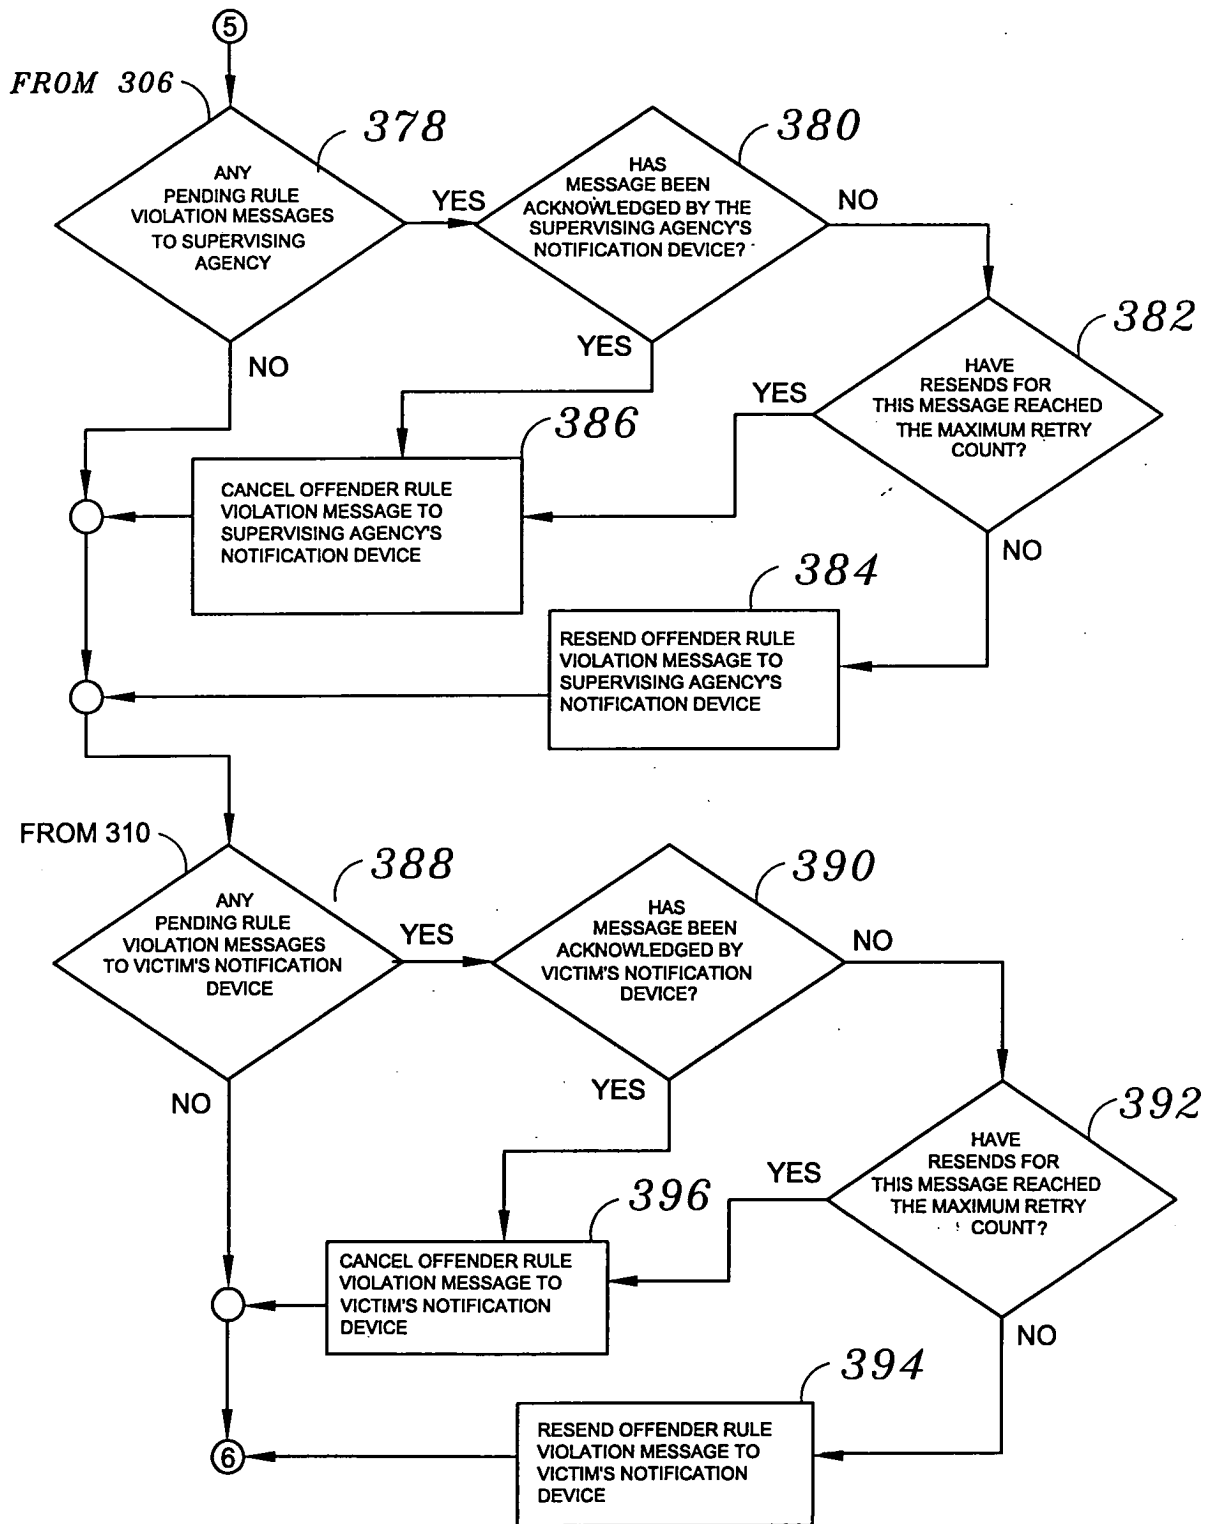 5
FROM 306
378
ANY
PENDING RULE
VIOLATION MESSAGES
TO SUPERVISING
AGENCY
YES
NO
380
HAS
MESSAGE BEEN
ACKNOWLEDGED BY THE
SUPERVISING AGENCY'S
NOTIFICATION DEVICE?
NO
YES
382
HAVE
RESENDS FOR
THIS MESSAGE REACHED
THE MAXIMUM RETRY
COUNT?
YES
NO
386
CANCEL OFFENDER RULE
VIOLATION MESSAGE TO
SUPERVISING AGENCY'S
NOTIFICATION DEVICE
384
RESEND OFFENDER RULE
VIOLATION MESSAGE TO
SUPERVISING AGENCY'S
NOTIFICATION DEVICE
FROM 310
388
ANY
PENDING RULE
VIOLATION MESSAGES
TO VICTIM'S NOTIFICATION
DEVICE
YES
NO
390
HAS
MESSAGE BEEN
ACKNOWLEDGED BY
VICTIM'S NOTIFICATION
DEVICE?
NO
YES
392
HAVE
RESENDS FOR
THIS MESSAGE REACHED
THE MAXIMUM RETRY
COUNT?
YES
NO
396
CANCEL OFFENDER RULE
VIOLATION MESSAGE TO
VICTIM'S NOTIFICATION
DEVICE
394
RESEND OFFENDER RULE
VIOLATION MESSAGE TO
VICTIM'S NOTIFICATION
DEVICE
6